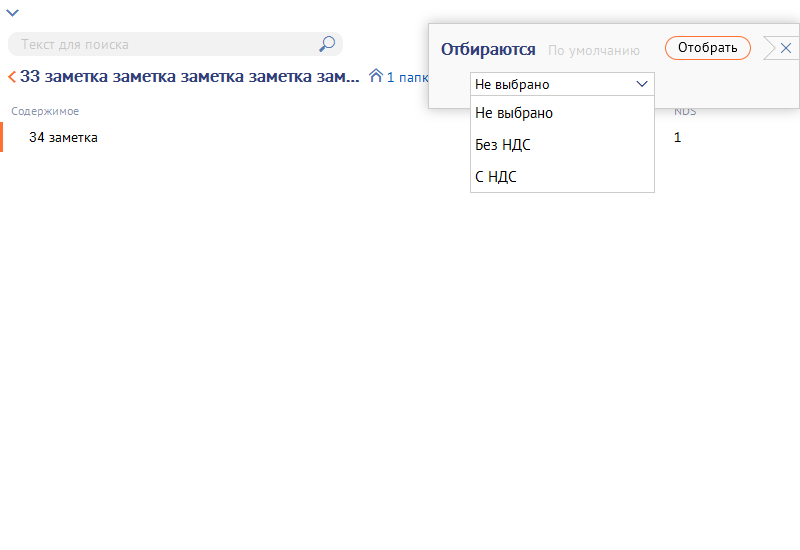 Текст для поиска
Отбираются По умолчанию Отобрать
33 заметка заметка заметка заметка зам... 1 папк
Не выбрано
Содержимое NDS
Не выбрано
34 заметка 1
Без НДС
С НДС